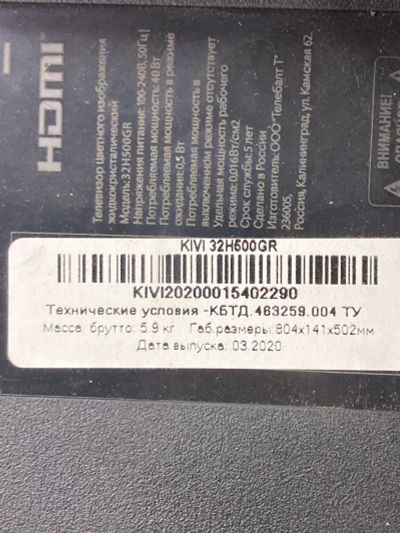 HDMI
Телевизор цветного изображения
жидкокристаллический
Модель:32H500GR
Напряжение питания: 100-240В, 50Гц
Потребляемая мощность:40 Вт
Потребляемая мощность в режиме
ожидания: 0,5 Вт
Потребляемая мощность в
выключенном режиме отсутствует
Удельная мощность рабочего
режима:0,016Вт/см2
Срок службы:5 лет
Сделано в России
Изготовитель:ООО"Телебалт Т"
236005,
Россия, Калининград, ул. Камская 62
ВНИМАНИЕ!
KIVI 32H500GR
KIVI20200015402290
Технические условия -КБТД.463259.004 ТУ
Масса брутто: 5.9 кг Габ.размеры:804x141x502мм
Дата выпуска: 03.2020